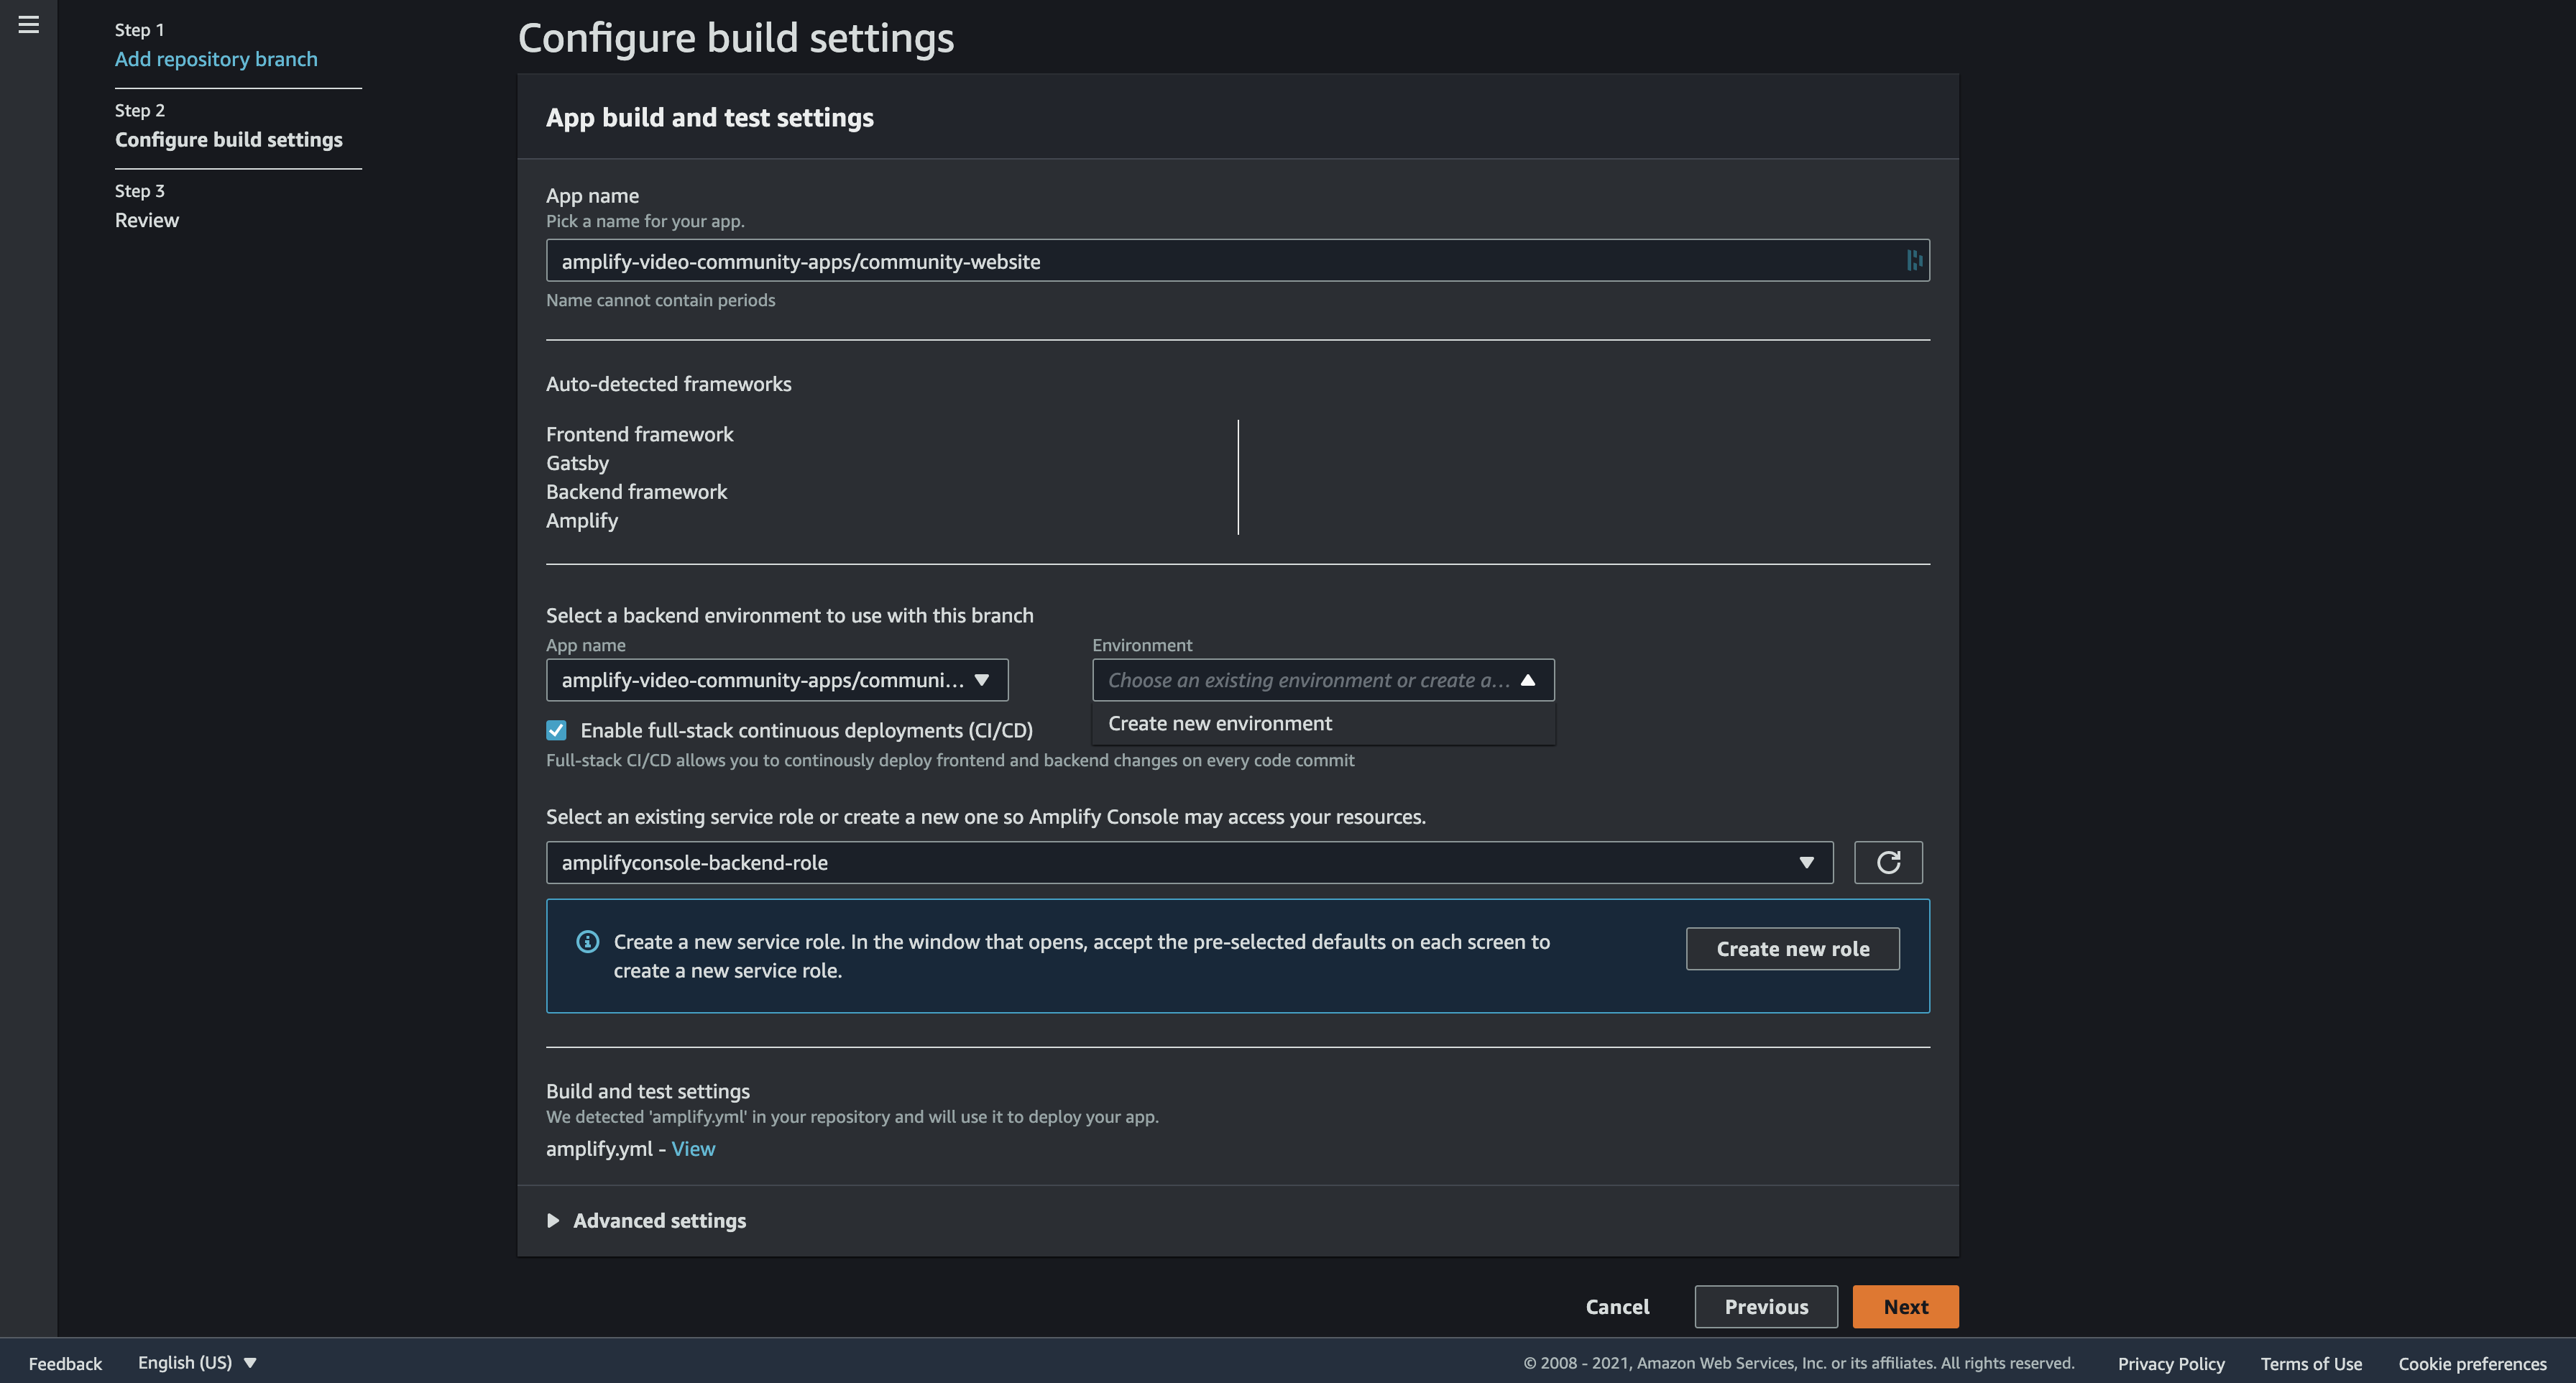 Step 1
Add repository branch
Step 2
Configure build settings
Step 3
Review
Configure build settings
App build and test settings
App name
Pick a name for your app.
amplify-video-community-apps/community-website
Name cannot contain periods
Auto-detected frameworks
Frontend framework
Gatsby
Backend framework
Amplify
Select a backend environment to use with this branch
App name
Environment
amplify-video-community-apps/communi...
Choose an existing environment or create a...
Create new environment
Enable full-stack continuous deployments (CI/CD)
Full-stack CI/CD allows you to continously deploy frontend and backend changes on every code commit
Select an existing service role or create a new one so Amplify Console may access your resources.
amplifyconsole-backend-role
Create a new service role. In the window that opens, accept the pre-selected defaults on each screen to
create a new service role.
Create new role
Build and test settings
We detected 'amplify.yml' in your repository and will use it to deploy your app.
amplify.yml - View
Advanced settings
Cancel
Previous
Next
Feedback
English (US)
© 2008 - 2021, Amazon Web Services, Inc. or its affiliates. All rights reserved.
Privacy Policy
Terms of Use
Cookie preferences